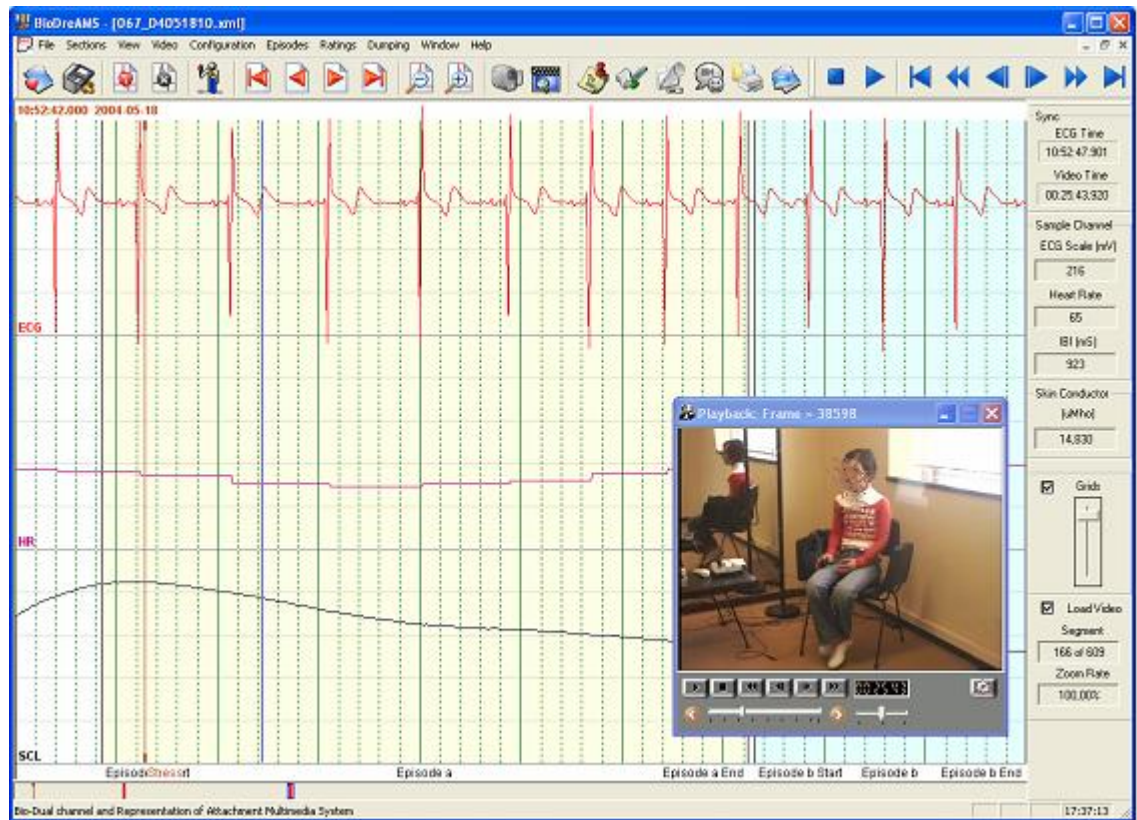 BioDreAMS - [067_D4051810.xml]
File Sections View Video Configuration Episodes Ratings Dumping Window Help
10:52:42.000 2004-05-18
Sync
ECG Time
10:52:47.901
Video Time
00:25:43.920
Sample Channel
ECG Scale (mV)
216
Heart Rate
65
IBI (mS)
923
Skin Conductor
(uMho)
14,830
Grids
Load Video
Segment
166 of 609
Zoom Rate
100,00%
ECG
HR
SCL
Playback: Frame = 38598
Stress
Episode a
Episode a End
Episode b Start
Episode b
Episode b End
Bio-Dual channel and Representation of Attachment Multimedia System
17:37:13